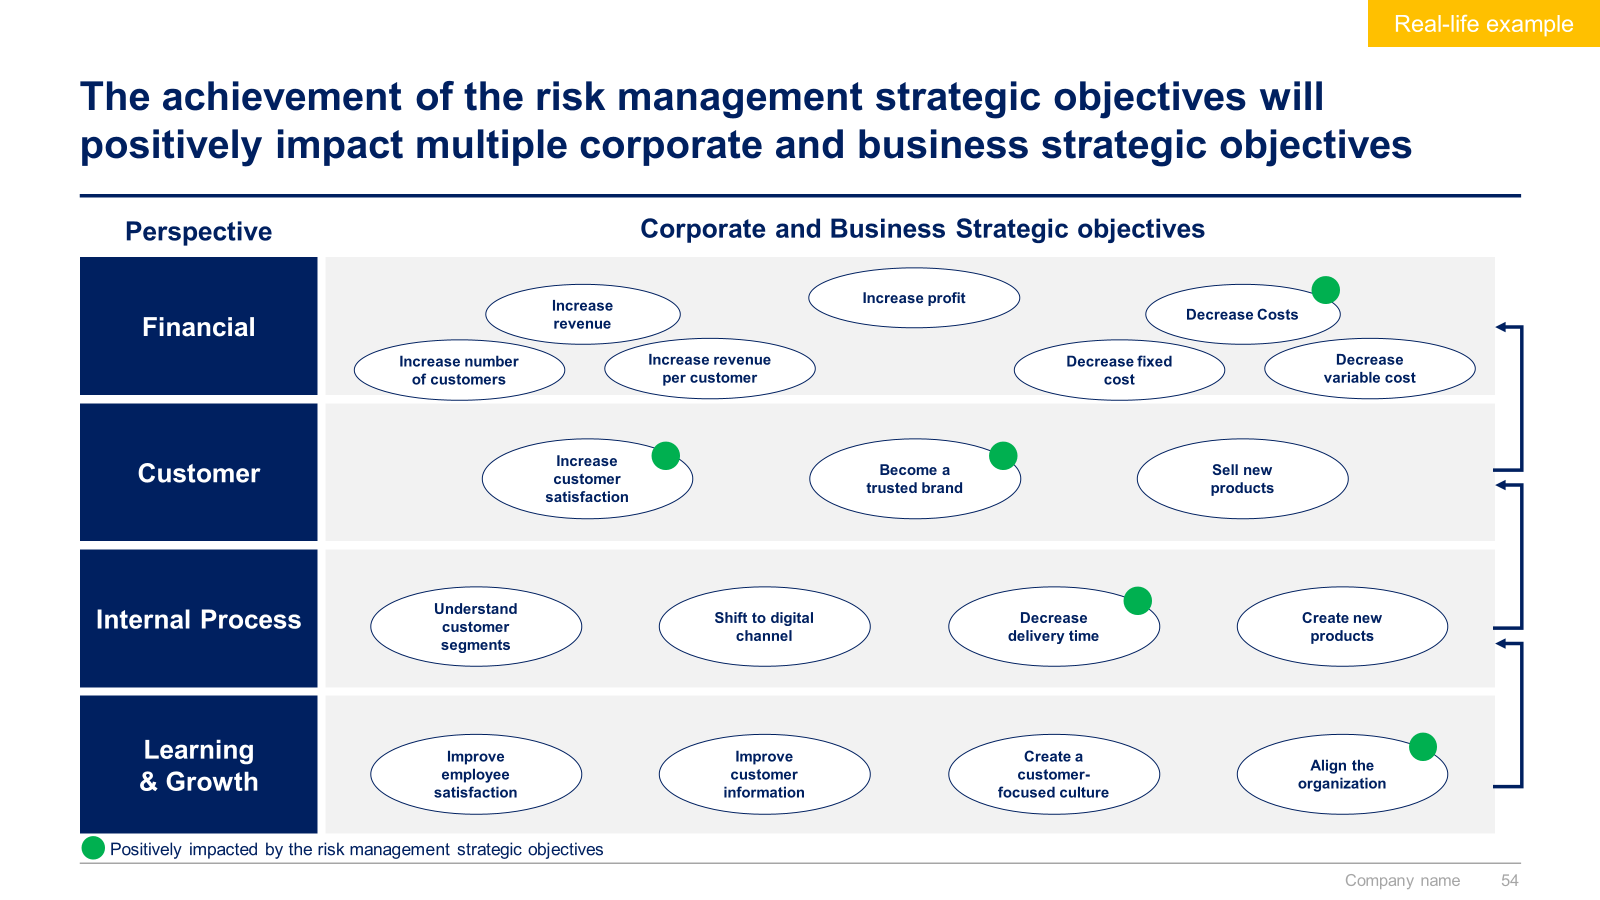 Real-life example
The achievement of the risk management strategic objectives will
positively impact multiple corporate and business strategic objectives
Perspective
Corporate and Business Strategic objectives
Financial
Increase
revenue
Increase profit
Decrease Costs
Increase number
of customers
Increase revenue
per customer
Decrease fixed
cost
Decrease
variable cost
Customer
Increase
customer
satisfaction
Become a
trusted brand
Sell new
products
Internal Process
Understand
customer
segments
Shift to digital
channel
Decrease
delivery time
Create new
products
Learning
& Growth
Improve
employee
satisfaction
Improve
customer
information
Create a
customer-
focused culture
Align the
organization
Positively impacted by the risk management strategic objectives
Company name 54